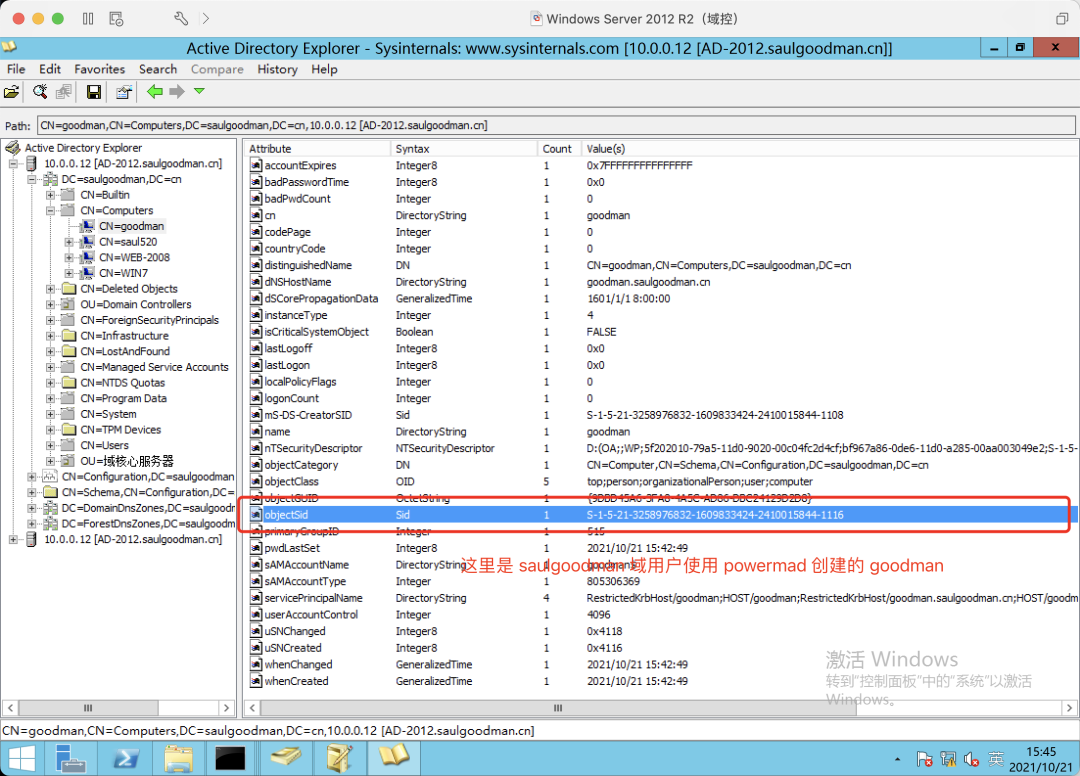 Windows Server 2012 R2（域控）
Active Directory Explorer - Sysinternals: www.sysinternals.com [10.0.0.12 [AD-2012.saulgoodman.cn]]
File Edit Favorites Search Compare History Help
Path: CN=goodman,CN=Computers,DC=saulgoodman,DC=cn,10.0.0.12 [AD-2012.saulgoodman.cn]
Active Directory Explorer
10.0.0.12 [AD-2012.saulgoodman.cn]
DC=saulgoodman,DC=cn
CN=Builtin
CN=Computers
CN=goodman
CN=saul520
CN=WEB-2008
CN=WIN7
CN=Deleted Objects
OU=Domain Controllers
CN=ForeignSecurityPrincipals
CN=Infrastructure
CN=LostAndFound
CN=Managed Service Accounts
CN=NTDS Quotas
CN=Program Data
CN=System
CN=TPM Devices
CN=Users
OU=域核心服务器
CN=Configuration,DC=saulgoodman
CN=Schema,CN=Configuration,DC=
DC=DomainDnsZones,DC=saulgoodr
DC=ForestDnsZones,DC=saulgoodm
10.0.0.12 [AD-2012.saulgoodman.cn]
Attribute Syntax Count Value(s)
accountExpires Integer8 1 0x7FFFFFFFFFFFFFFF
badPasswordTime Integer8 1 0x0
badPwdCount Integer 1 0
cn DirectoryString 1 goodman
codePage Integer 1 0
countryCode Integer 1 0
distinguishedName DN 1 CN=goodman,CN=Computers,DC=saulgoodman,DC=cn
dNSHostName DirectoryString 1 goodman.saulgoodman.cn
dSCorePropagationData GeneralizedTime 1 1601/1/1 8:00:00
instanceType Integer 1 4
isCriticalSystemObject Boolean 1 FALSE
lastLogoff Integer8 1 0x0
lastLogon Integer8 1 0x0
localPolicyFlags Integer 1 0
logonCount Integer 1 0
mS-DS-CreatorSID Sid 1 S-1-5-21-3258976832-1609833424-2410015844-1108
name DirectoryString 1 goodman
nTSecurityDescriptor NTSecurityDescriptor 1 D:(OA;;WP;5f202010-79a5-11d0-9020-00c04fc2d4cf;bf967a86-0de6-11d0-a285-00aa003049e2;S-1-5-
objectCategory DN 1 CN=Computer,CN=Schema,CN=Configuration,DC=saulgoodman,DC=cn
objectClass OID 5 top;person;organizationalPerson;user;computer
objectGUID OctetString 1 {9DBD45A6-3FA8-4A5C-AD86-DBC24129D2D8}
objectSid Sid 1 S-1-5-21-3258976832-1609833424-2410015844-1116
primaryGroupID Integer 1 515
pwdLastSet Integer8 1 2021/10/21 15:42:49
sAMAccountName DirectoryString 1 goodman$
这里是 saulgoodman 域用户使用 powermad 创建的 goodman
sAMAccountType Integer 1 805306369
servicePrincipalName DirectoryString 4 RestrictedKrbHost/goodman;HOST/goodman;RestrictedKrbHost/goodman.saulgoodman.cn;HOST/goodm
userAccountControl Integer 1 4096
uSNChanged Integer8 1 0x4118
uSNCreated Integer8 1 0x4116
whenChanged GeneralizedTime 1 2021/10/21 15:42:49
whenCreated GeneralizedTime 1 2021/10/21 15:42:49
激活 Windows
转到"控制面板"中的"系统"以激活
Windows。
CN=goodman,CN=Computers,DC=saulgoodman,DC=cn,10.0.0.12 [AD-2012.saulgoodman.cn]
英
15:45
2021/10/21